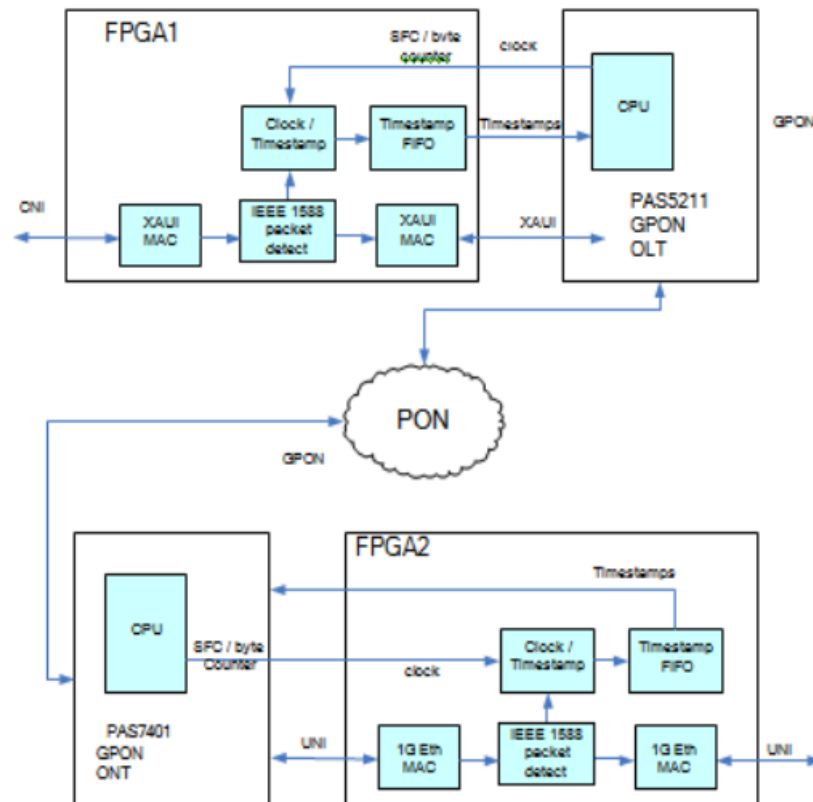 FPGA1
SFC / byte
counter
clock
Clock /
Timestamp
Timestamp
FIFO
Timestamps
CPU
GPON
CNI
XAUI
MAC
IEEE 1588
packet
detect
XAUI
MAC
XAUI
PAS5211
GPON
OLT
PON
GPON
FPGA2
Timestamps
CPU
SFC / byte
Counter
clock
Clock /
Timestamp
Timestamp
FIFO
PAS7401
GPON
ONT
UNI
1G Eth
MAC
IEEE 1588
packet
detect
1G Eth
MAC
UNI